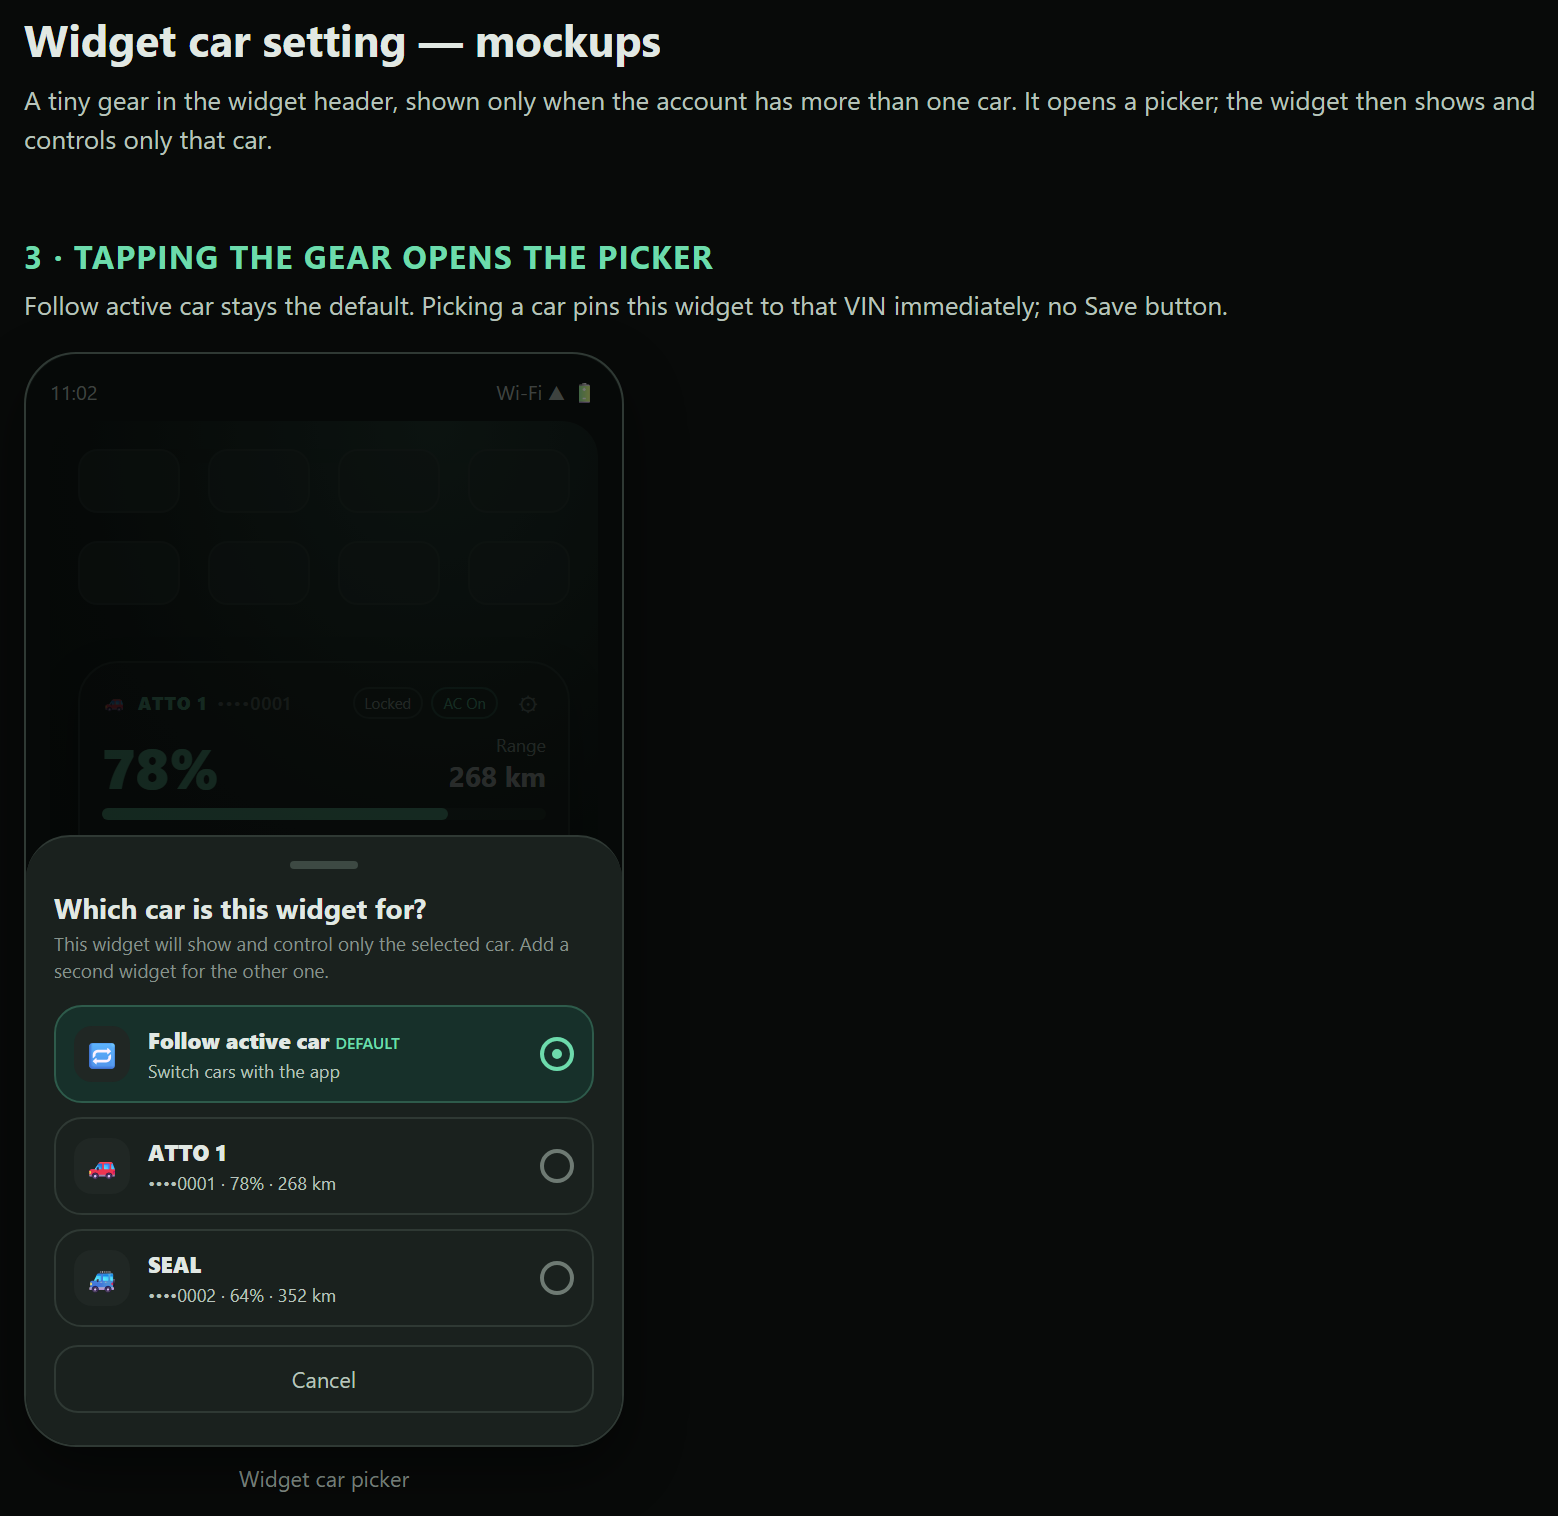 Widget car setting — mockups
A tiny gear in the widget header, shown only when the account has more than one car. It opens a picker; the widget then shows and
controls only that car.
3 · TAPPING THE GEAR OPENS THE PICKER
Follow active car stays the default. Picking a car pins this widget to that VIN immediately; no Save button.
11:02
Wi-Fi
ATTO 1 ••••0001 Locked AC On
Range
78% 268 km
Which car is this widget for?
This widget will show and control only the selected car. Add a
second widget for the other one.
Follow active car DEFAULT
Switch cars with the app
ATTO 1
••••0001 · 78% · 268 km
SEAL
••••0002 · 64% · 352 km
Cancel
Widget car picker